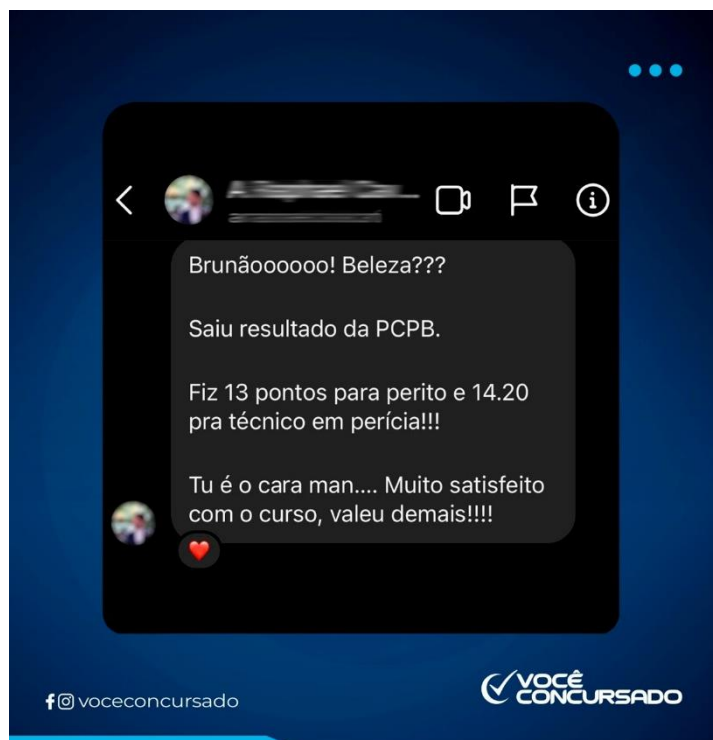 Brunãoooooo! Beleza???
Saiu resultado da PCPB.
Fiz 13 pontos para perito e 14.20
pra técnico em perícia!!!
Tu é o cara man.... Muito satisfeito
com o curso, valeu demais!!!!
voceconcursado
VOCÊ
CONCURSADO